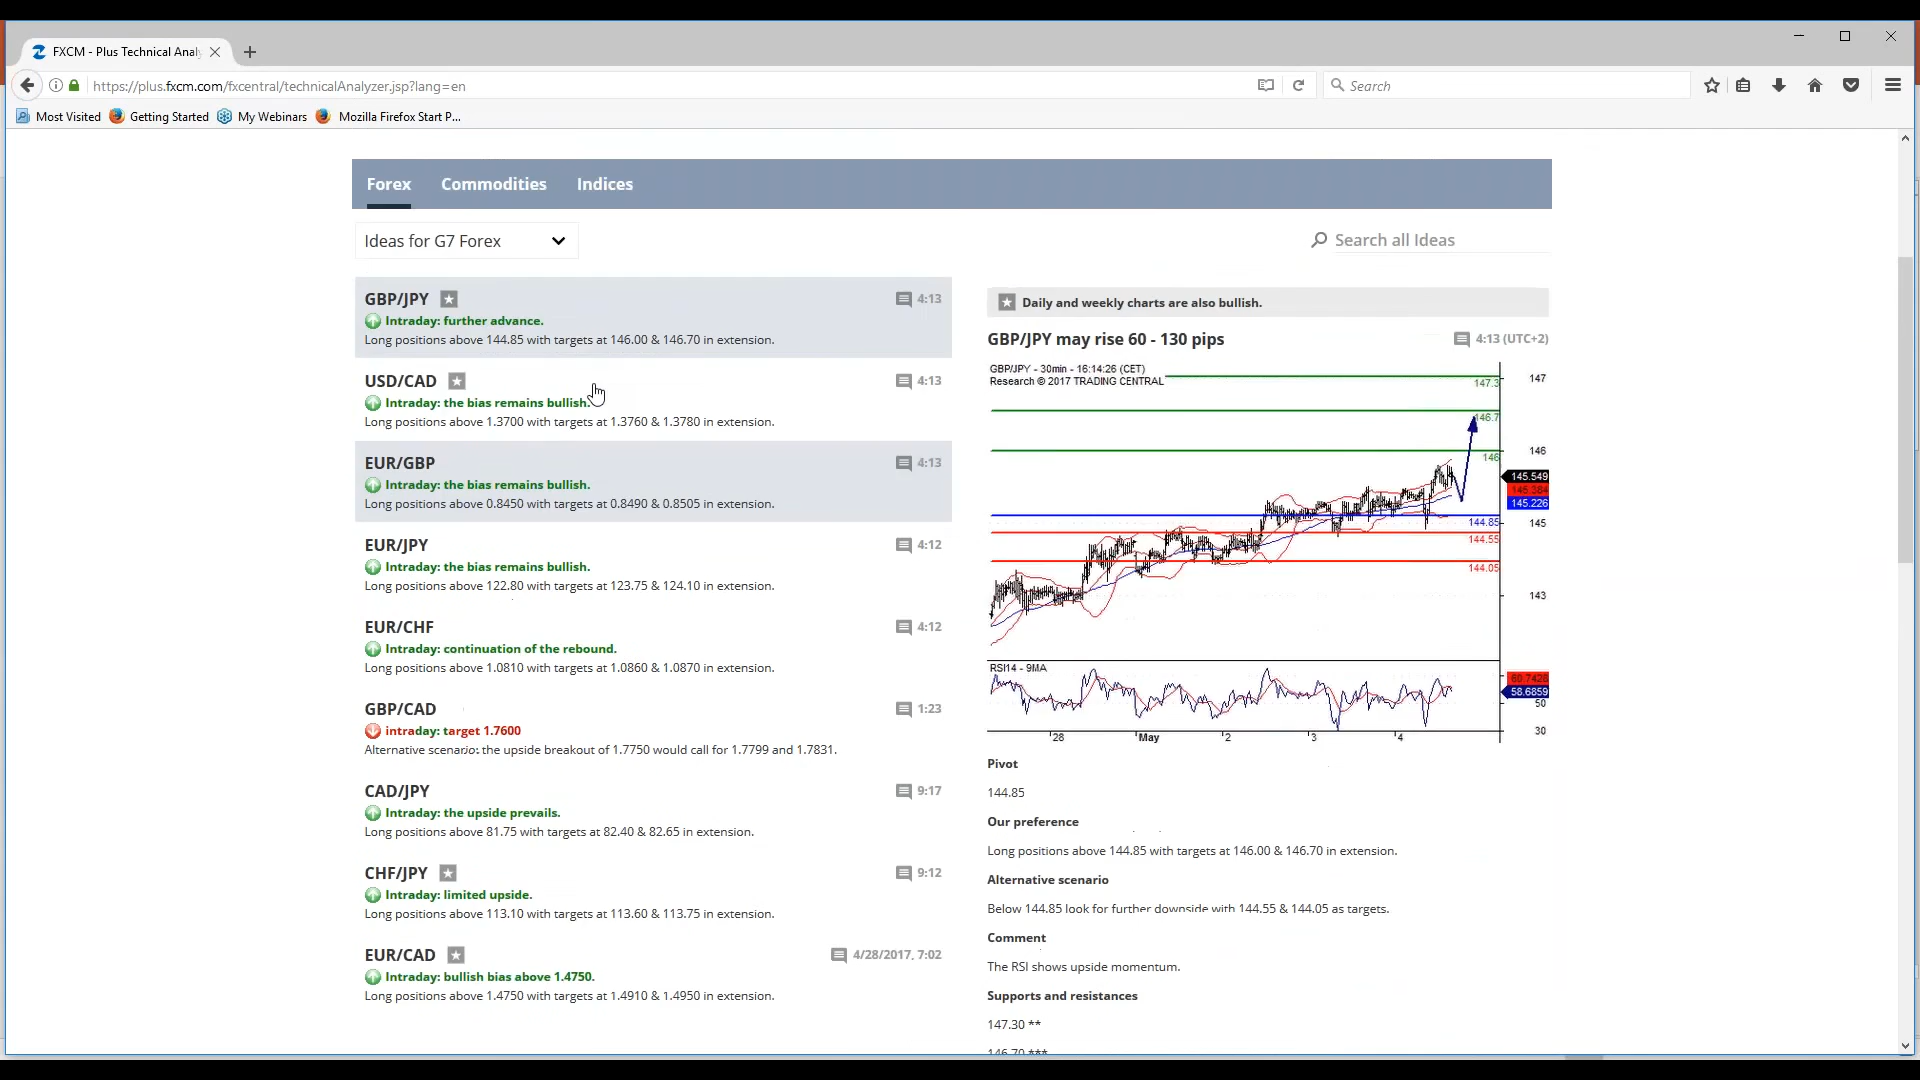 FXCM - Plus Technical Analy
https://plus.fxcm.com/fxcentral/technicalAnalyzer.jsp?lang=en
Search
Most Visited
Getting Started
My Webinars
Mozilla Firefox Start P...
Forex
Commodities
Indices
Ideas for G7 Forex
Search all Ideas
GBP/JPY
4:13
Intraday: further advance.
Long positions above 144.85 with targets at 146.00 & 146.70 in extension.
USD/CAD
4:13
Intraday: the bias remains bullish.
Long positions above 1.3700 with targets at 1.3760 & 1.3780 in extension.
EUR/GBP
4:13
Intraday: the bias remains bullish.
Long positions above 0.8450 with targets at 0.8490 & 0.8505 in extension.
EUR/JPY
4:12
Intraday: the bias remains bullish.
Long positions above 122.80 with targets at 123.75 & 124.10 in extension.
EUR/CHF
4:12
Intraday: continuation of the rebound.
Long positions above 1.0810 with targets at 1.0860 & 1.0870 in extension.
GBP/CAD
1:23
intraday: target 1.7600
Alternative scenario: the upside breakout of 1.7750 would call for 1.7799 and 1.7831.
CAD/JPY
9:17
Intraday: the upside prevails.
Long positions above 81.75 with targets at 82.40 & 82.65 in extension.
CHF/JPY
9:12
Intraday: limited upside.
Long positions above 113.10 with targets at 113.60 & 113.75 in extension.
EUR/CAD
4/28/2017, 7:02
Intraday: bullish bias above 1.4750.
Long positions above 1.4750 with targets at 1.4910 & 1.4950 in extension.
Daily and weekly charts are also bullish.
GBP/JPY may rise 60 - 130 pips
4:13 (UTC+2)
GBP/JPY - 30min - 16:14:26 (CET)
Research © 2017 TRADING CENTRAL
147.3
147
146.7
146
146
145.549
145.384
145.226
144.85
145
144.55
144.05
143
RSI14 - 9MA
60.7420
58.6859
50
30
28
May
2
3
4
Pivot
144.85
Our preference
Long positions above 144.85 with targets at 146.00 & 146.70 in extension.
Alternative scenario
Below 144.85 look for further downside with 144.55 & 144.05 as targets.
Comment
The RSI shows upside momentum.
Supports and resistances
147.30 **
146.70 ***